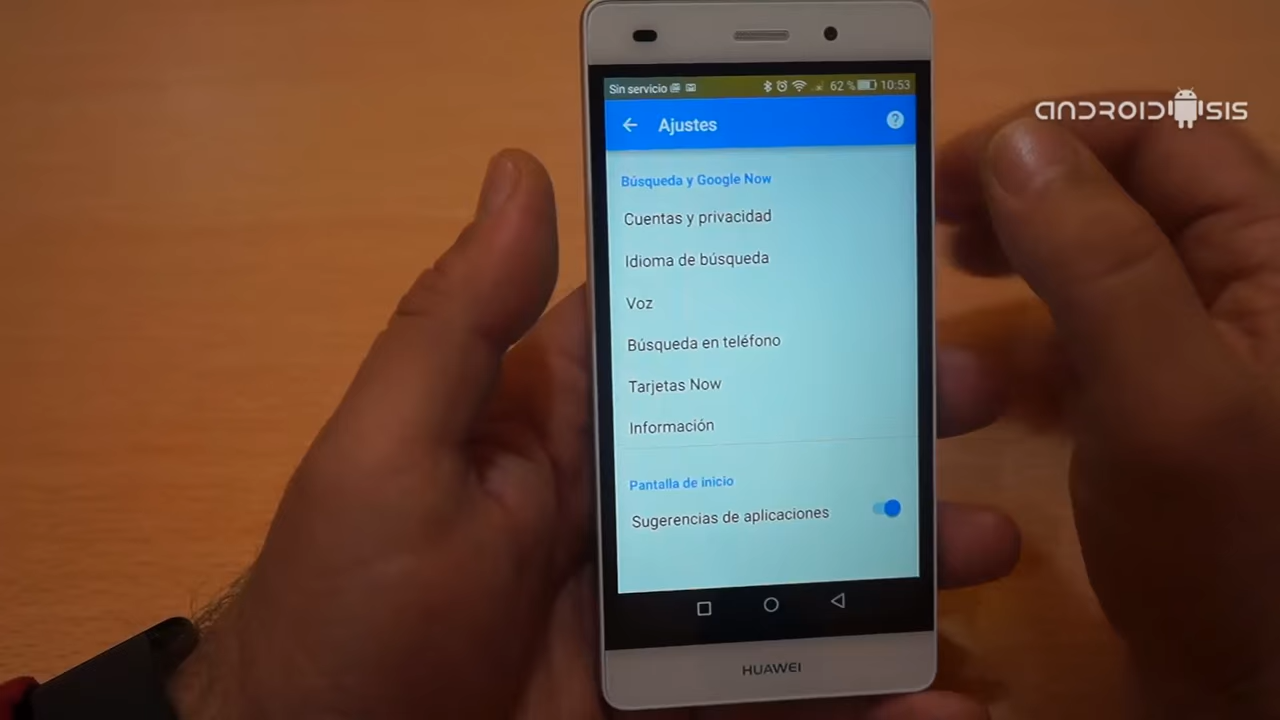 Sin servicio 62 % 10:53
ANDROIDSIS
Ajustes
Búsqueda y Google Now
Cuentas y privacidad
Idioma de búsqueda
Voz
Búsqueda en teléfono
Tarjetas Now
Información
Pantalla de inicio
Sugerencias de aplicaciones
HUAWEI